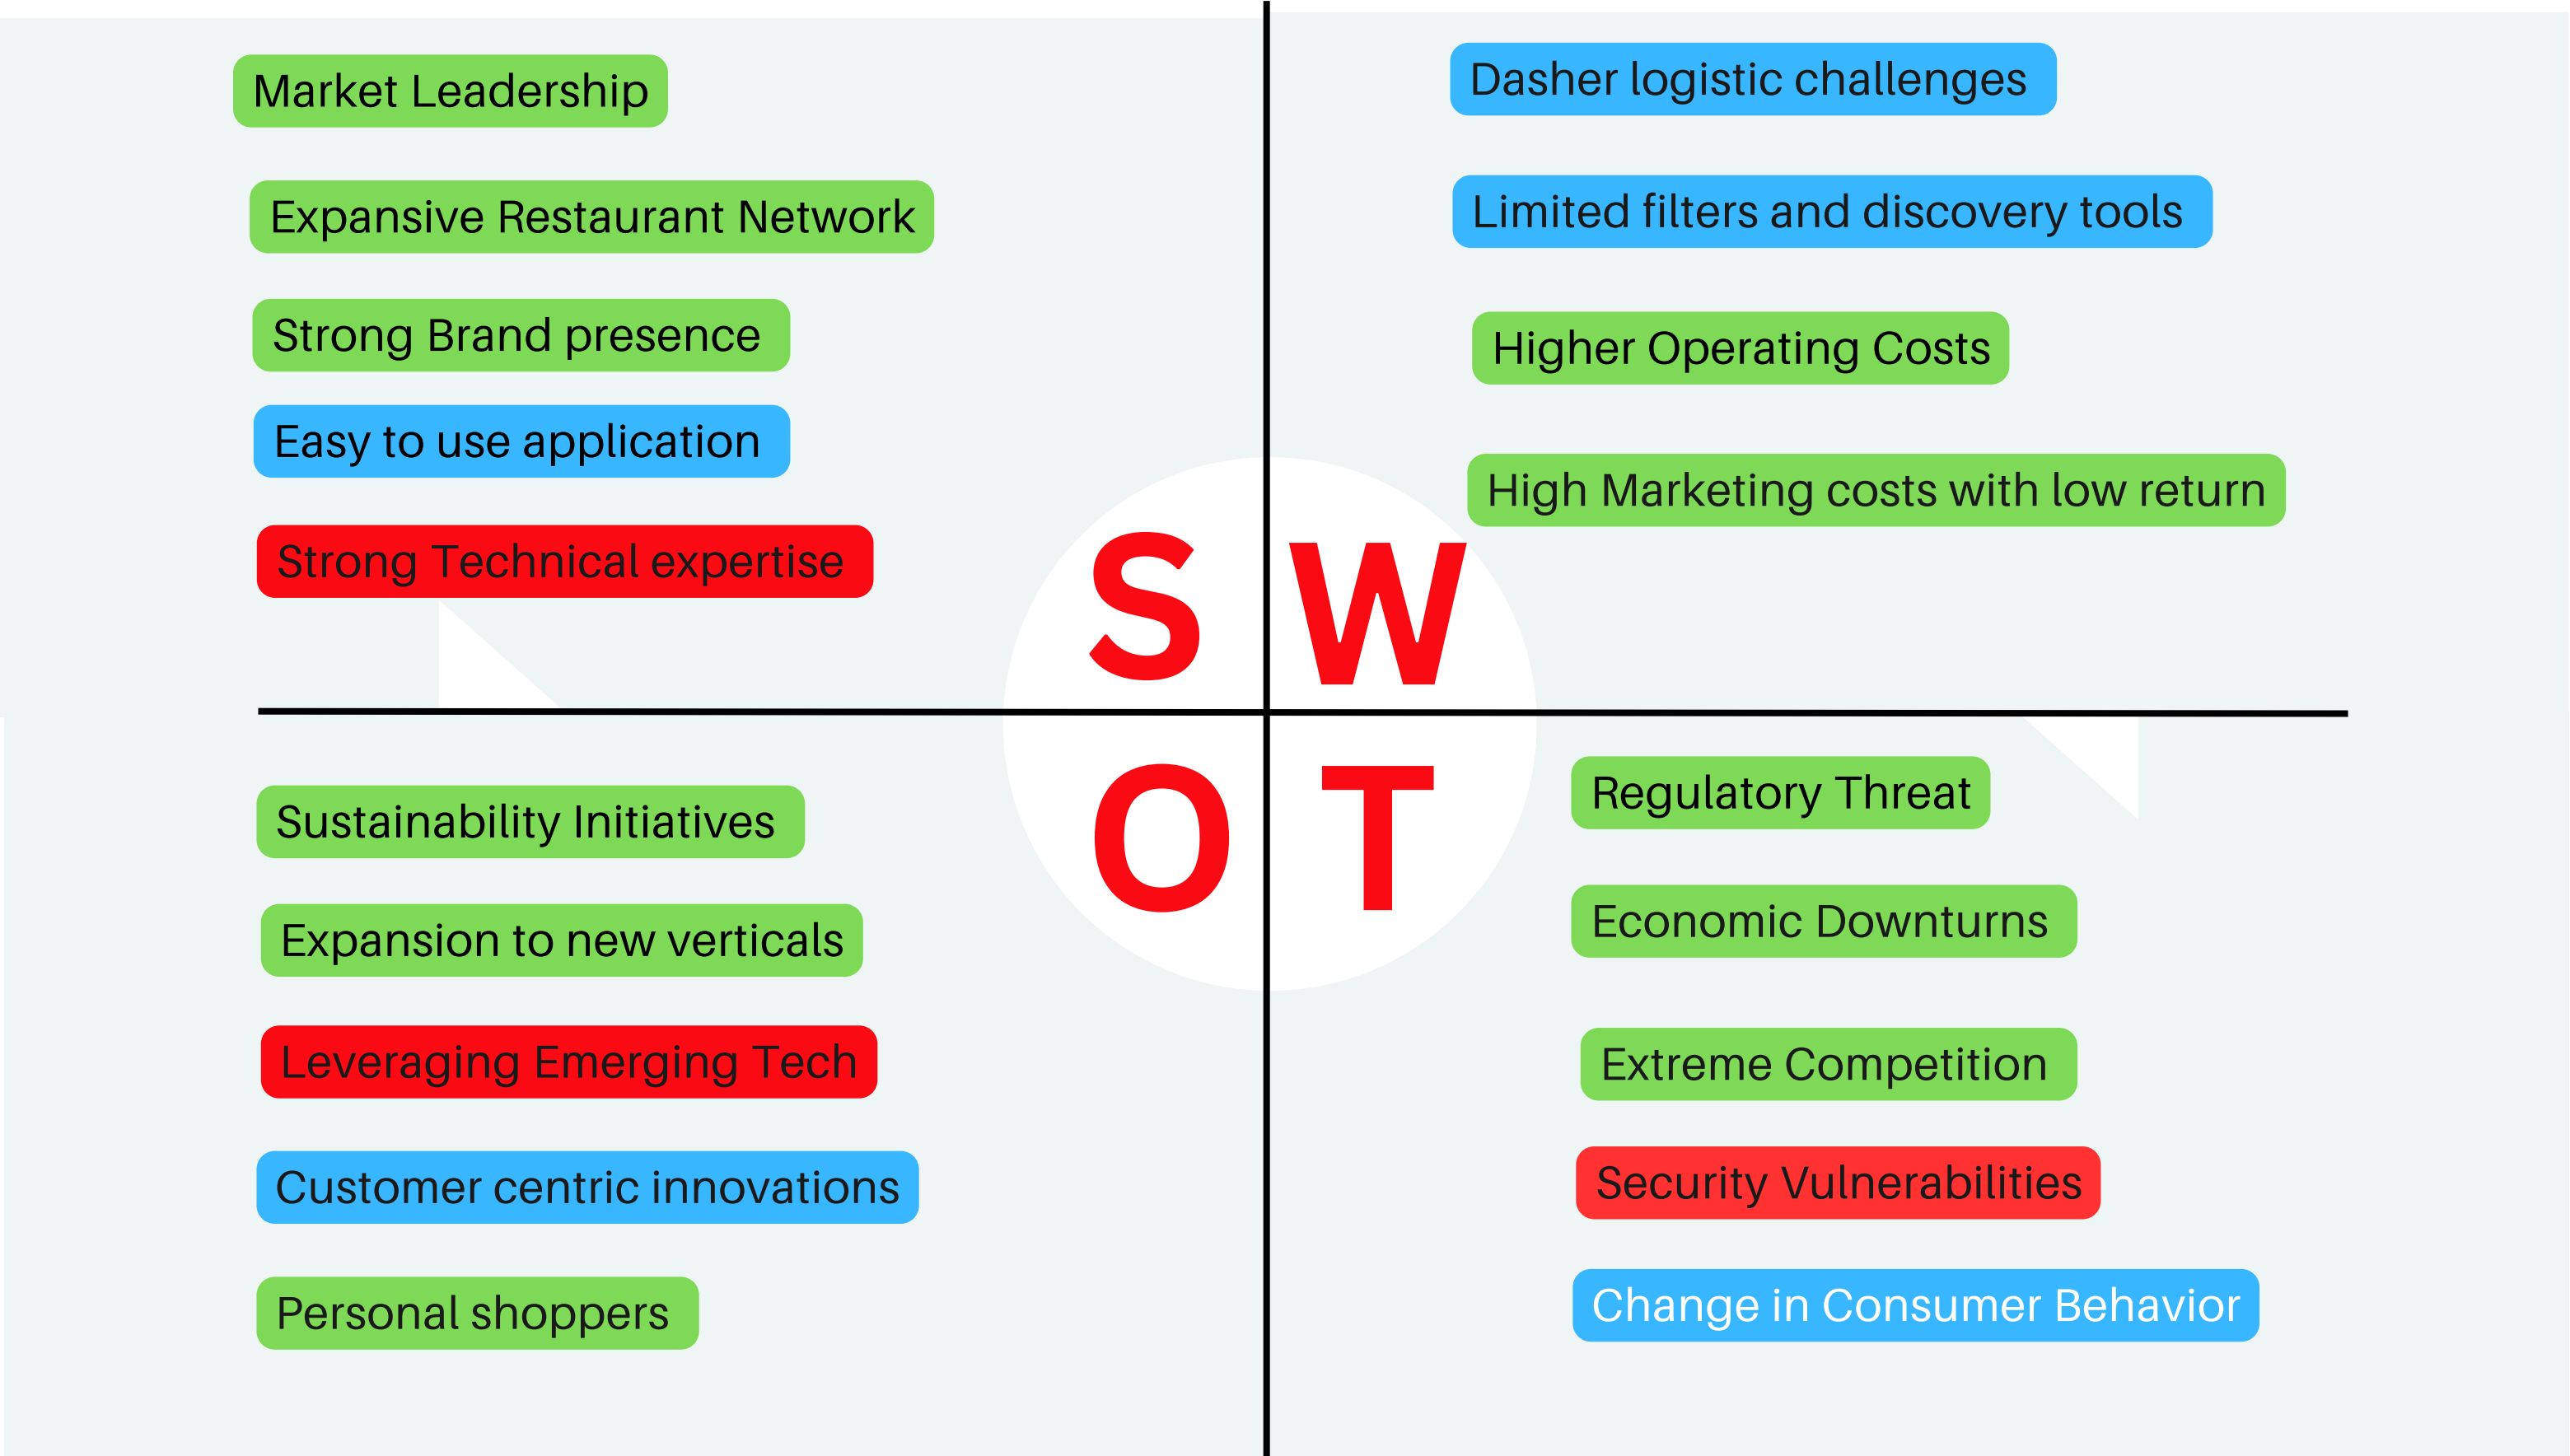 Market Leadership
Expansive Restaurant Network
Strong Brand presence
Easy to use application
Strong Technical expertise
Dasher logistic challenges
Limited filters and discovery tools
Higher Operating Costs
High Marketing costs with low return
S W
O T
Sustainability Initiatives
Expansion to new verticals
Leveraging Emerging Tech
Customer centric innovations
Personal shoppers
Regulatory Threat
Economic Downturns
Extreme Competition
Security Vulnerabilities
Change in Consumer Behavior